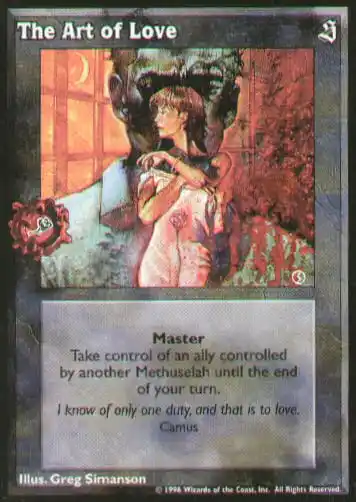 The Art of Love
Master
Take control of an ally controlled
by another Methuselah until the end
of your turn.
I know of only one duty, and that is to love.
Camus
Illus. Greg Simanson
© 1996 Wizards of the Coast, Inc. All Rights Reserved.